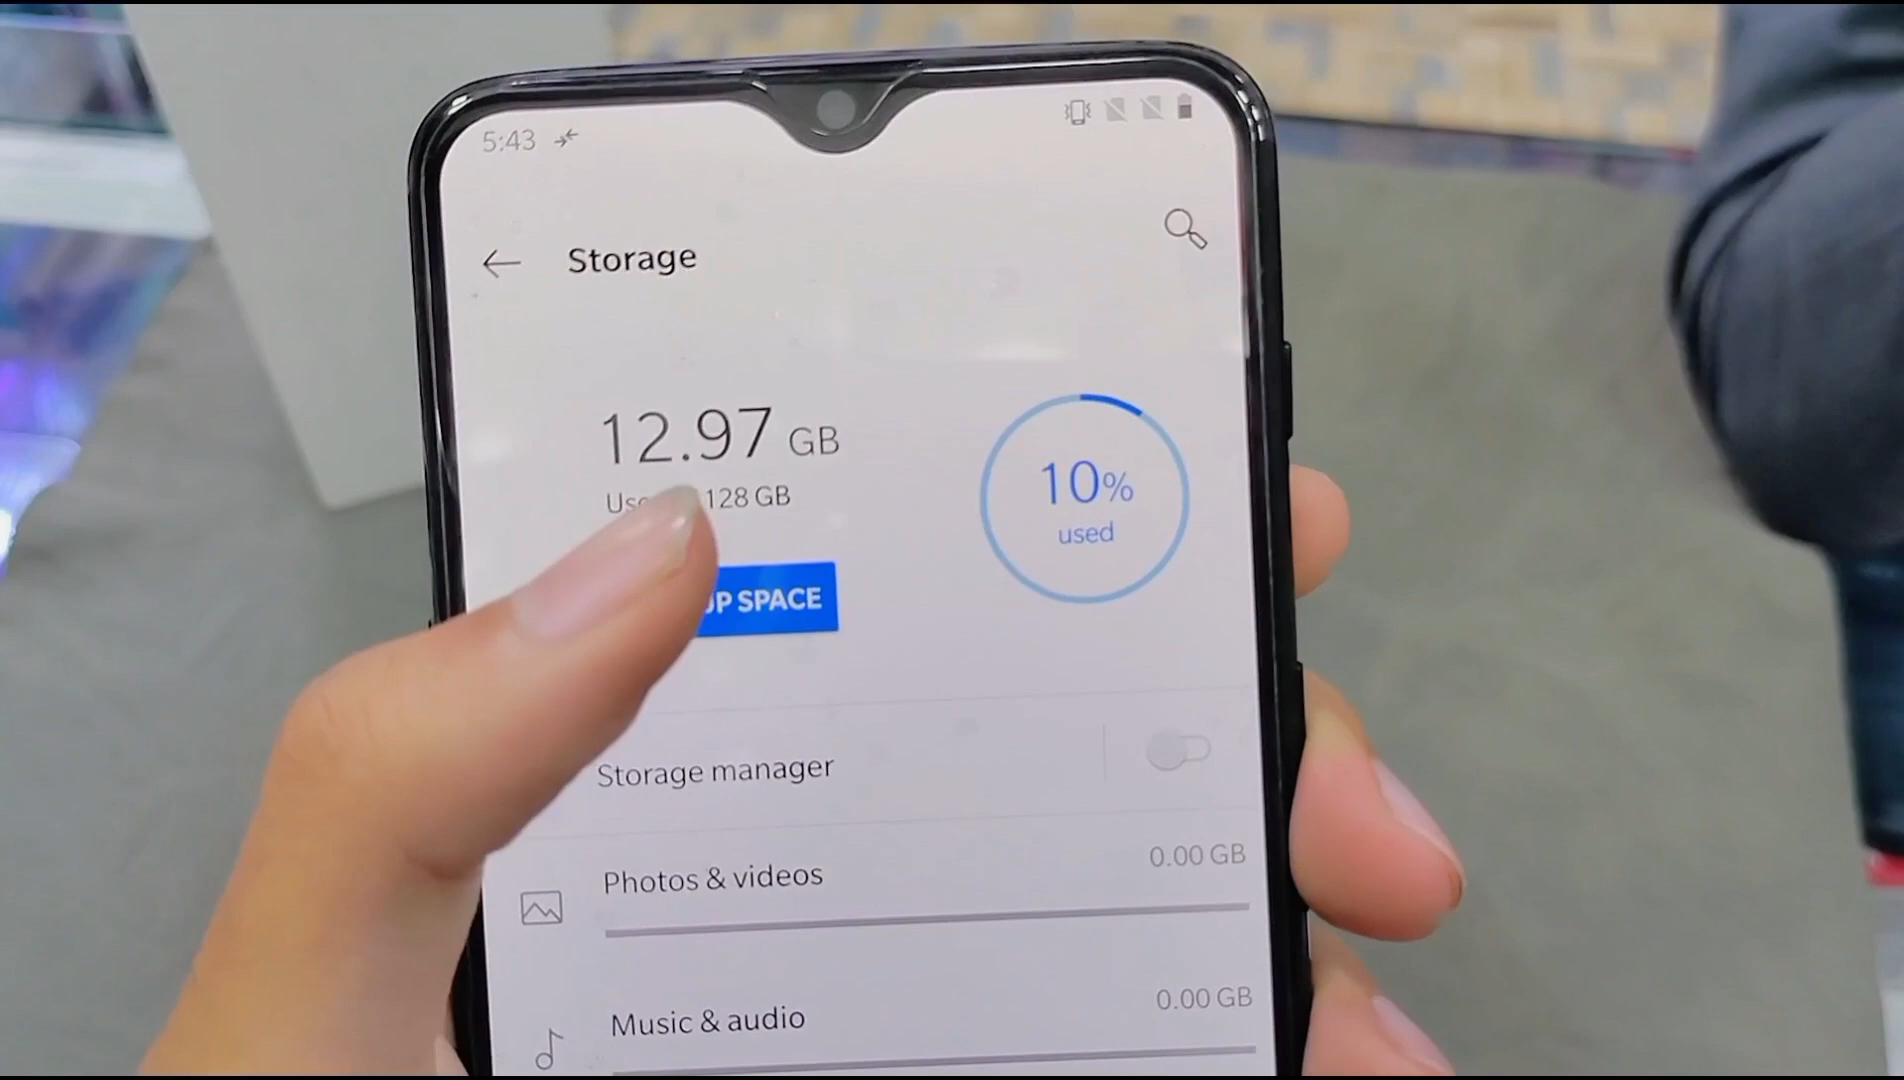 5:43
Storage
12.97 GB
128 GB
10%
used
SPACE
Storage manager
Photos & videos
0.00 GB
Music & audio
0.00 GB